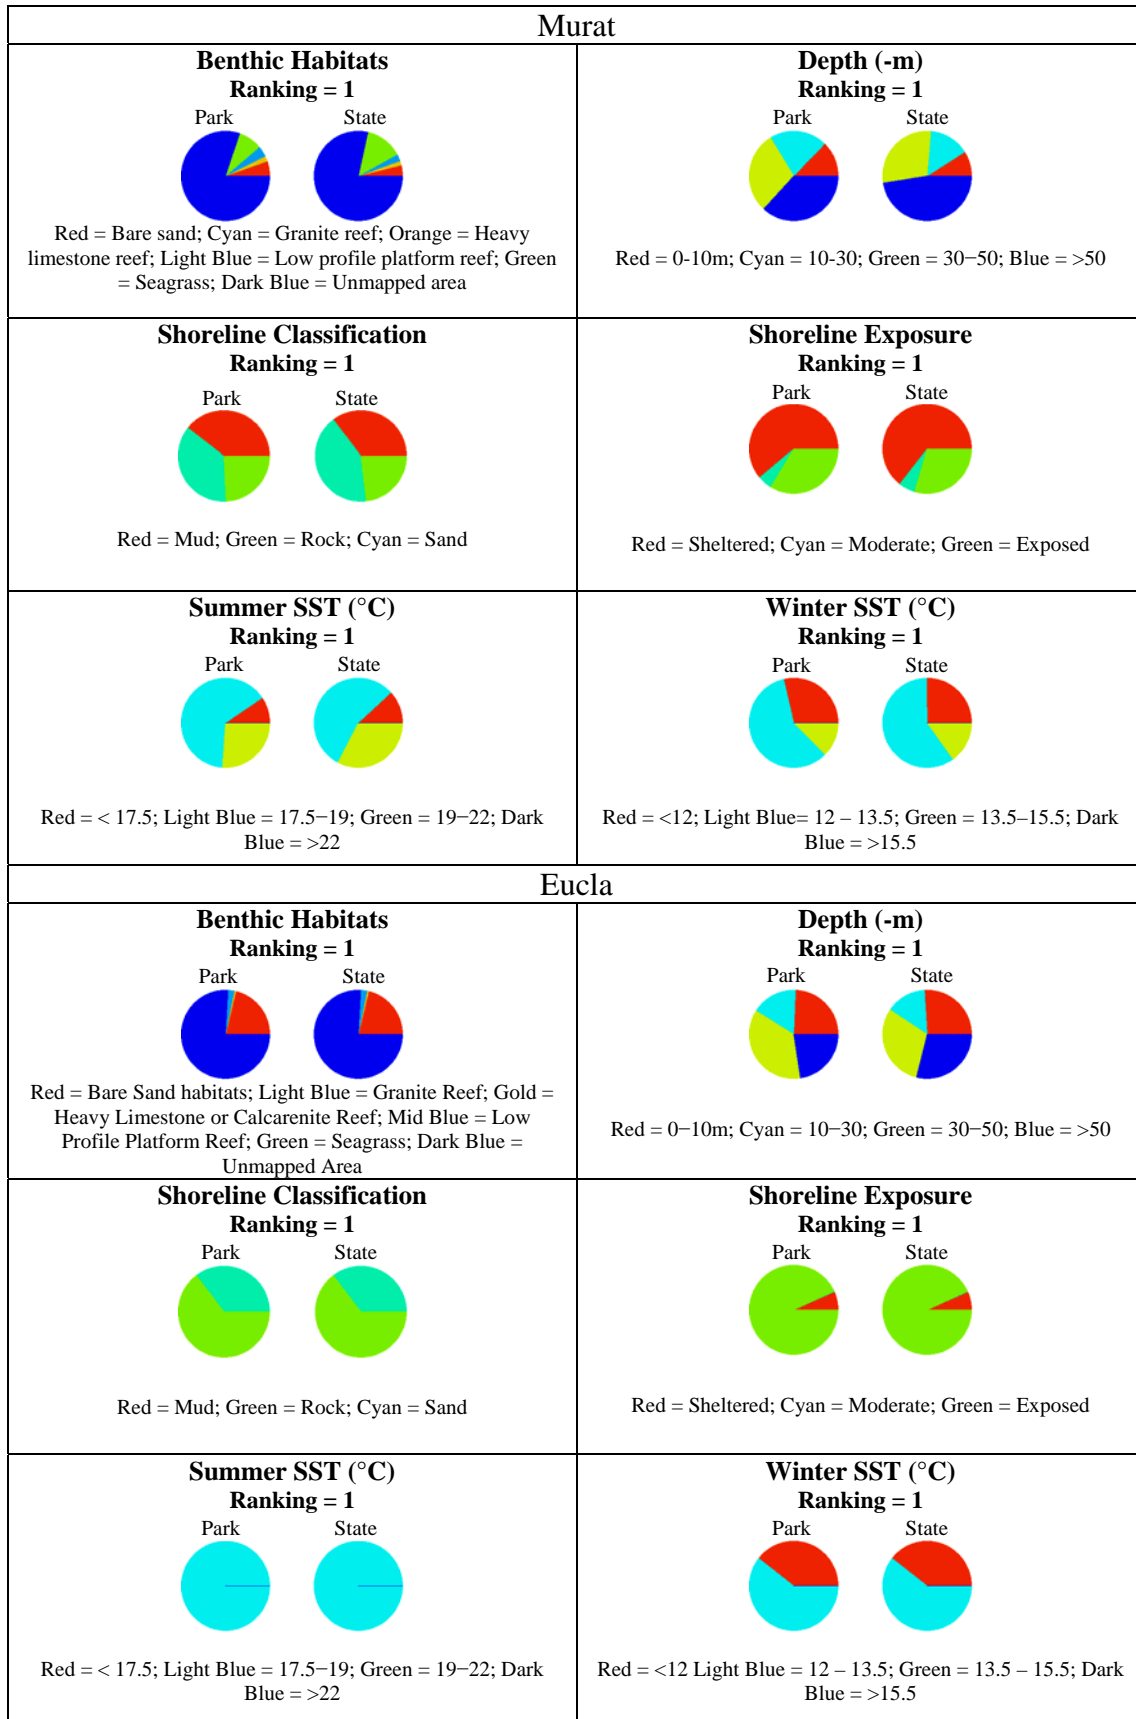 Murat
Benthic Habitats
Ranking = 1
Park State
Red = Bare sand; Cyan = Granite reef; Orange = Heavy
limestone reef; Light Blue = Low profile platform reef; Green
= Seagrass; Dark Blue = Unmapped area
Depth (-m)
Ranking = 1
Park State
Red = 0-10m; Cyan = 10-30; Green = 30−50; Blue = >50
Shoreline Classification
Ranking = 1
Park State
Red = Mud; Green = Rock; Cyan = Sand
Shoreline Exposure
Ranking = 1
Park State
Red = Sheltered; Cyan = Moderate; Green = Exposed
Summer SST (°C)
Ranking = 1
Park State
Red = < 17.5; Light Blue = 17.5−19; Green = 19−22; Dark
Blue = >22
Winter SST (°C)
Ranking = 1
Park State
Red = <12; Light Blue= 12 – 13.5; Green = 13.5–15.5; Dark
Blue = >15.5
Eucla
Benthic Habitats
Ranking = 1
Park State
Red = Bare Sand habitats; Light Blue = Granite Reef; Gold =
Heavy Limestone or Calcarenite Reef; Mid Blue = Low
Profile Platform Reef; Green = Seagrass; Dark Blue =
Unmapped Area
Depth (-m)
Ranking = 1
Park State
Red = 0−10m; Cyan = 10−30; Green = 30−50; Blue = >50
Shoreline Classification
Ranking = 1
Park State
Red = Mud; Green = Rock; Cyan = Sand
Shoreline Exposure
Ranking = 1
Park State
Red = Sheltered; Cyan = Moderate; Green = Exposed
Summer SST (°C)
Ranking = 1
Park State
Red = < 17.5; Light Blue = 17.5−19; Green = 19−22; Dark
Blue = >22
Winter SST (°C)
Ranking = 1
Park State
Red = <12 Light Blue = 12 – 13.5; Green = 13.5 – 15.5; Dark
Blue = >15.5